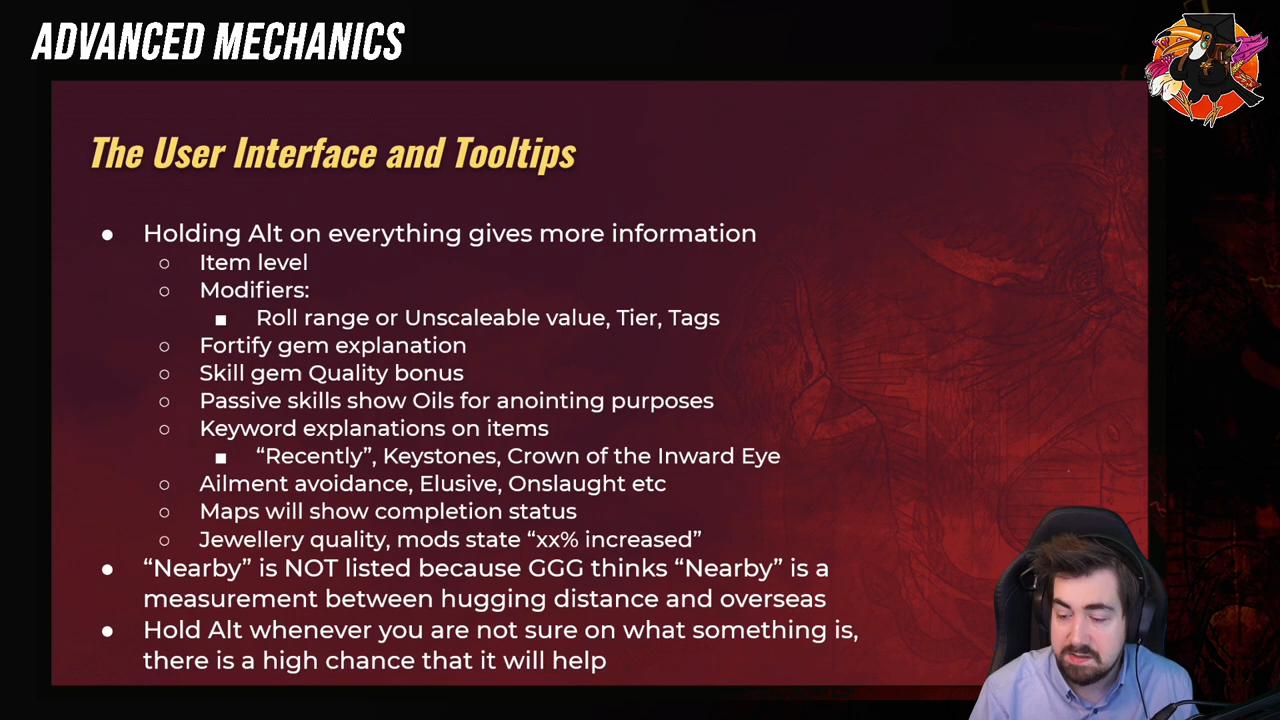 ADVANCED MECHANICS
The User Interface and Tooltips
● Holding Alt on everything gives more information
○ Item level
○ Modifiers:
■ Roll range or Unscaleable value, Tier, Tags
○ Fortify gem explanation
○ Skill gem Quality bonus
○ Passive skills show Oils for anointing purposes
○ Keyword explanations on items
■ “Recently”, Keystones, Crown of the Inward Eye
○ Ailment avoidance, Elusive, Onslaught etc
○ Maps will show completion status
○ Jewellery quality, mods state “xx% increased”
● “Nearby” is NOT listed because GGG thinks “Nearby” is a
measurement between hugging distance and overseas
● Hold Alt whenever you are not sure on what something is,
there is a high chance that it will help